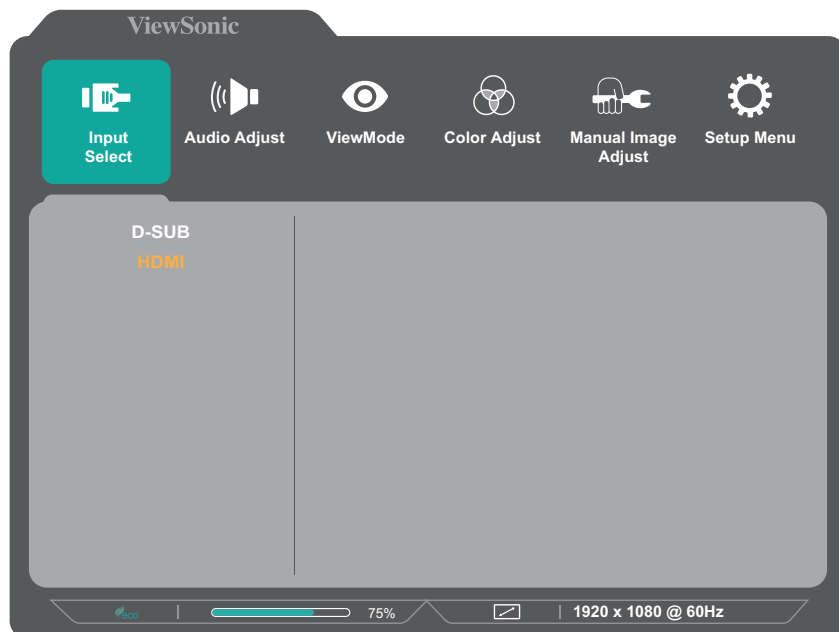 ViewSonic
Input
Select
Audio Adjust
ViewMode
Color Adjust
Manual Image
Adjust
Setup Menu
D-SUB
HDMI
eco
75%
1920 x 1080 @ 60Hz